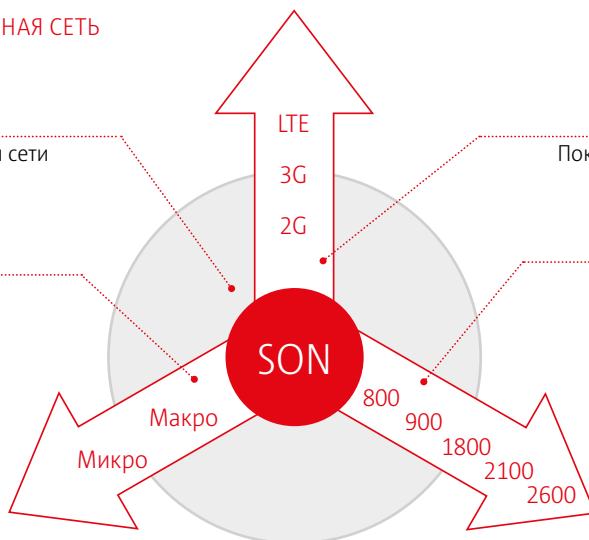 НАЯ СЕТЬ
LTE
сети
Пок
3G
2G
SON
800
Макро
900
1800
Микро
2100
2600